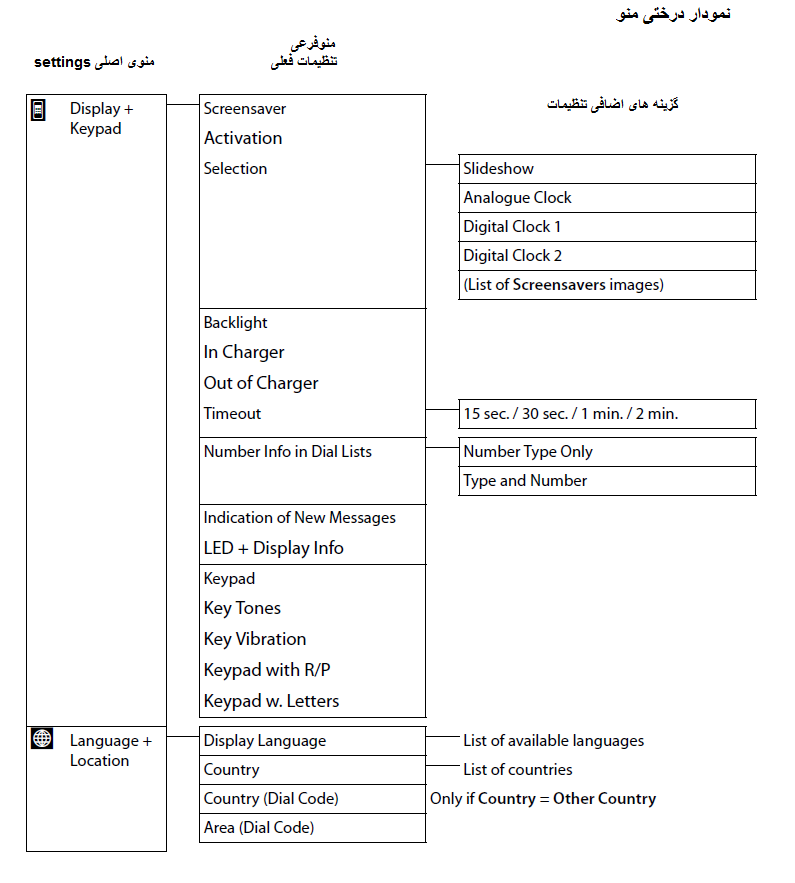 نمودار درختی منو
منوفرعی
تنظیمات فعلی
منوی اصلی settings
گزینه های اضافی تنظیمات
Display +
Keypad
Screensaver
Activation
Selection
Slideshow
Analogue Clock
Digital Clock 1
Digital Clock 2
(List of Screensavers images)
Backlight
In Charger
Out of Charger
Timeout
15 sec. / 30 sec. / 1 min. / 2 min.
Number Info in Dial Lists
Number Type Only
Type and Number
Indication of New Messages
LED + Display Info
Keypad
Key Tones
Key Vibration
Keypad with R/P
Keypad w. Letters
Language +
Location
Display Language
List of available languages
Country
List of countries
Country (Dial Code)
Only if Country = Other Country
Area (Dial Code)